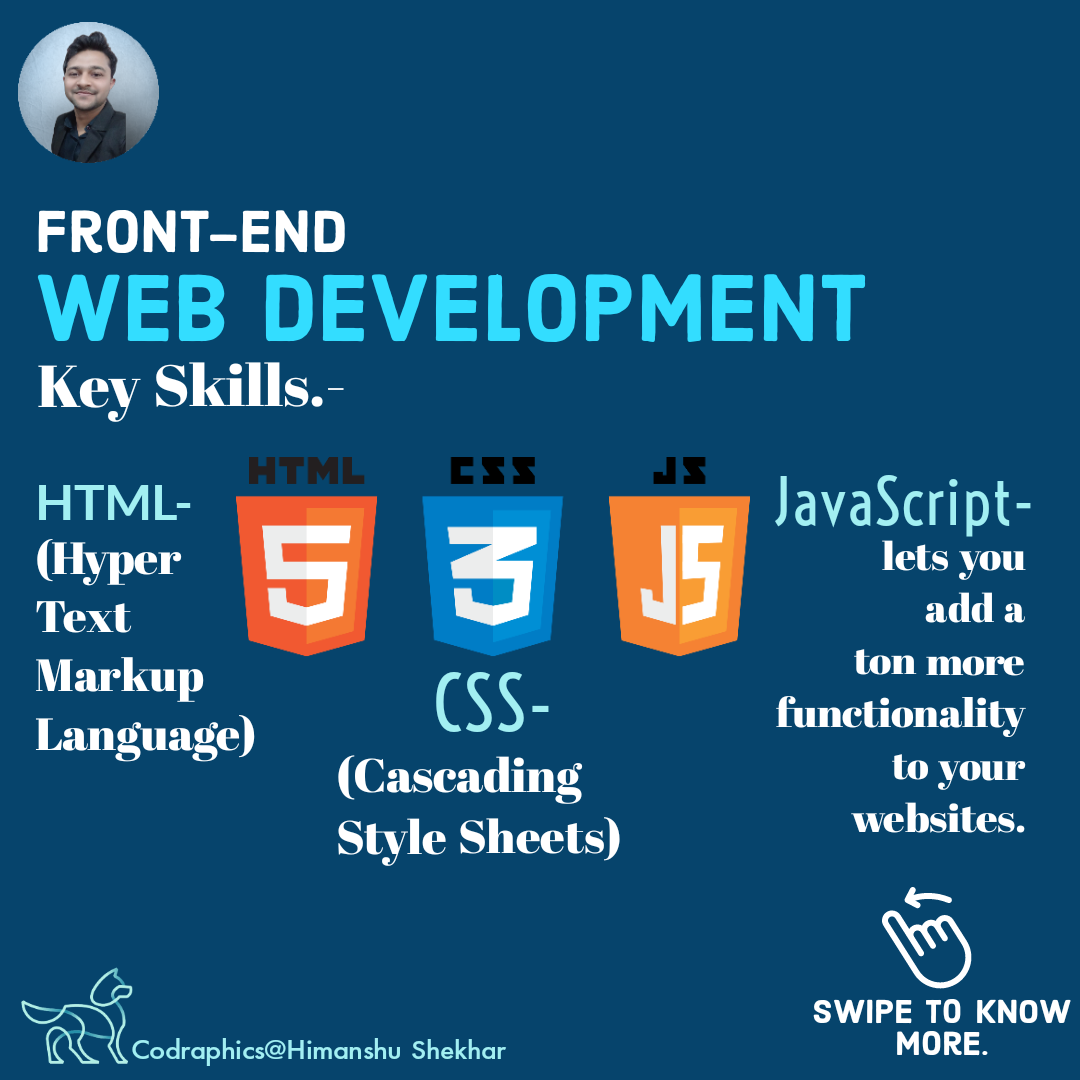 FRONT-END
WEB DEVELOPMENT
Key Skills.-
HTML
CSS
JS
5
3
JS
HTML-
(Hyper
Text
Markup
Language)
CSS-
(Cascading
Style Sheets)
JavaScript-
lets you
add a
ton more
functionality
to your
websites.
SWIPE TO KNOW
MORE.
Codraphics@Himanshu Shekhar